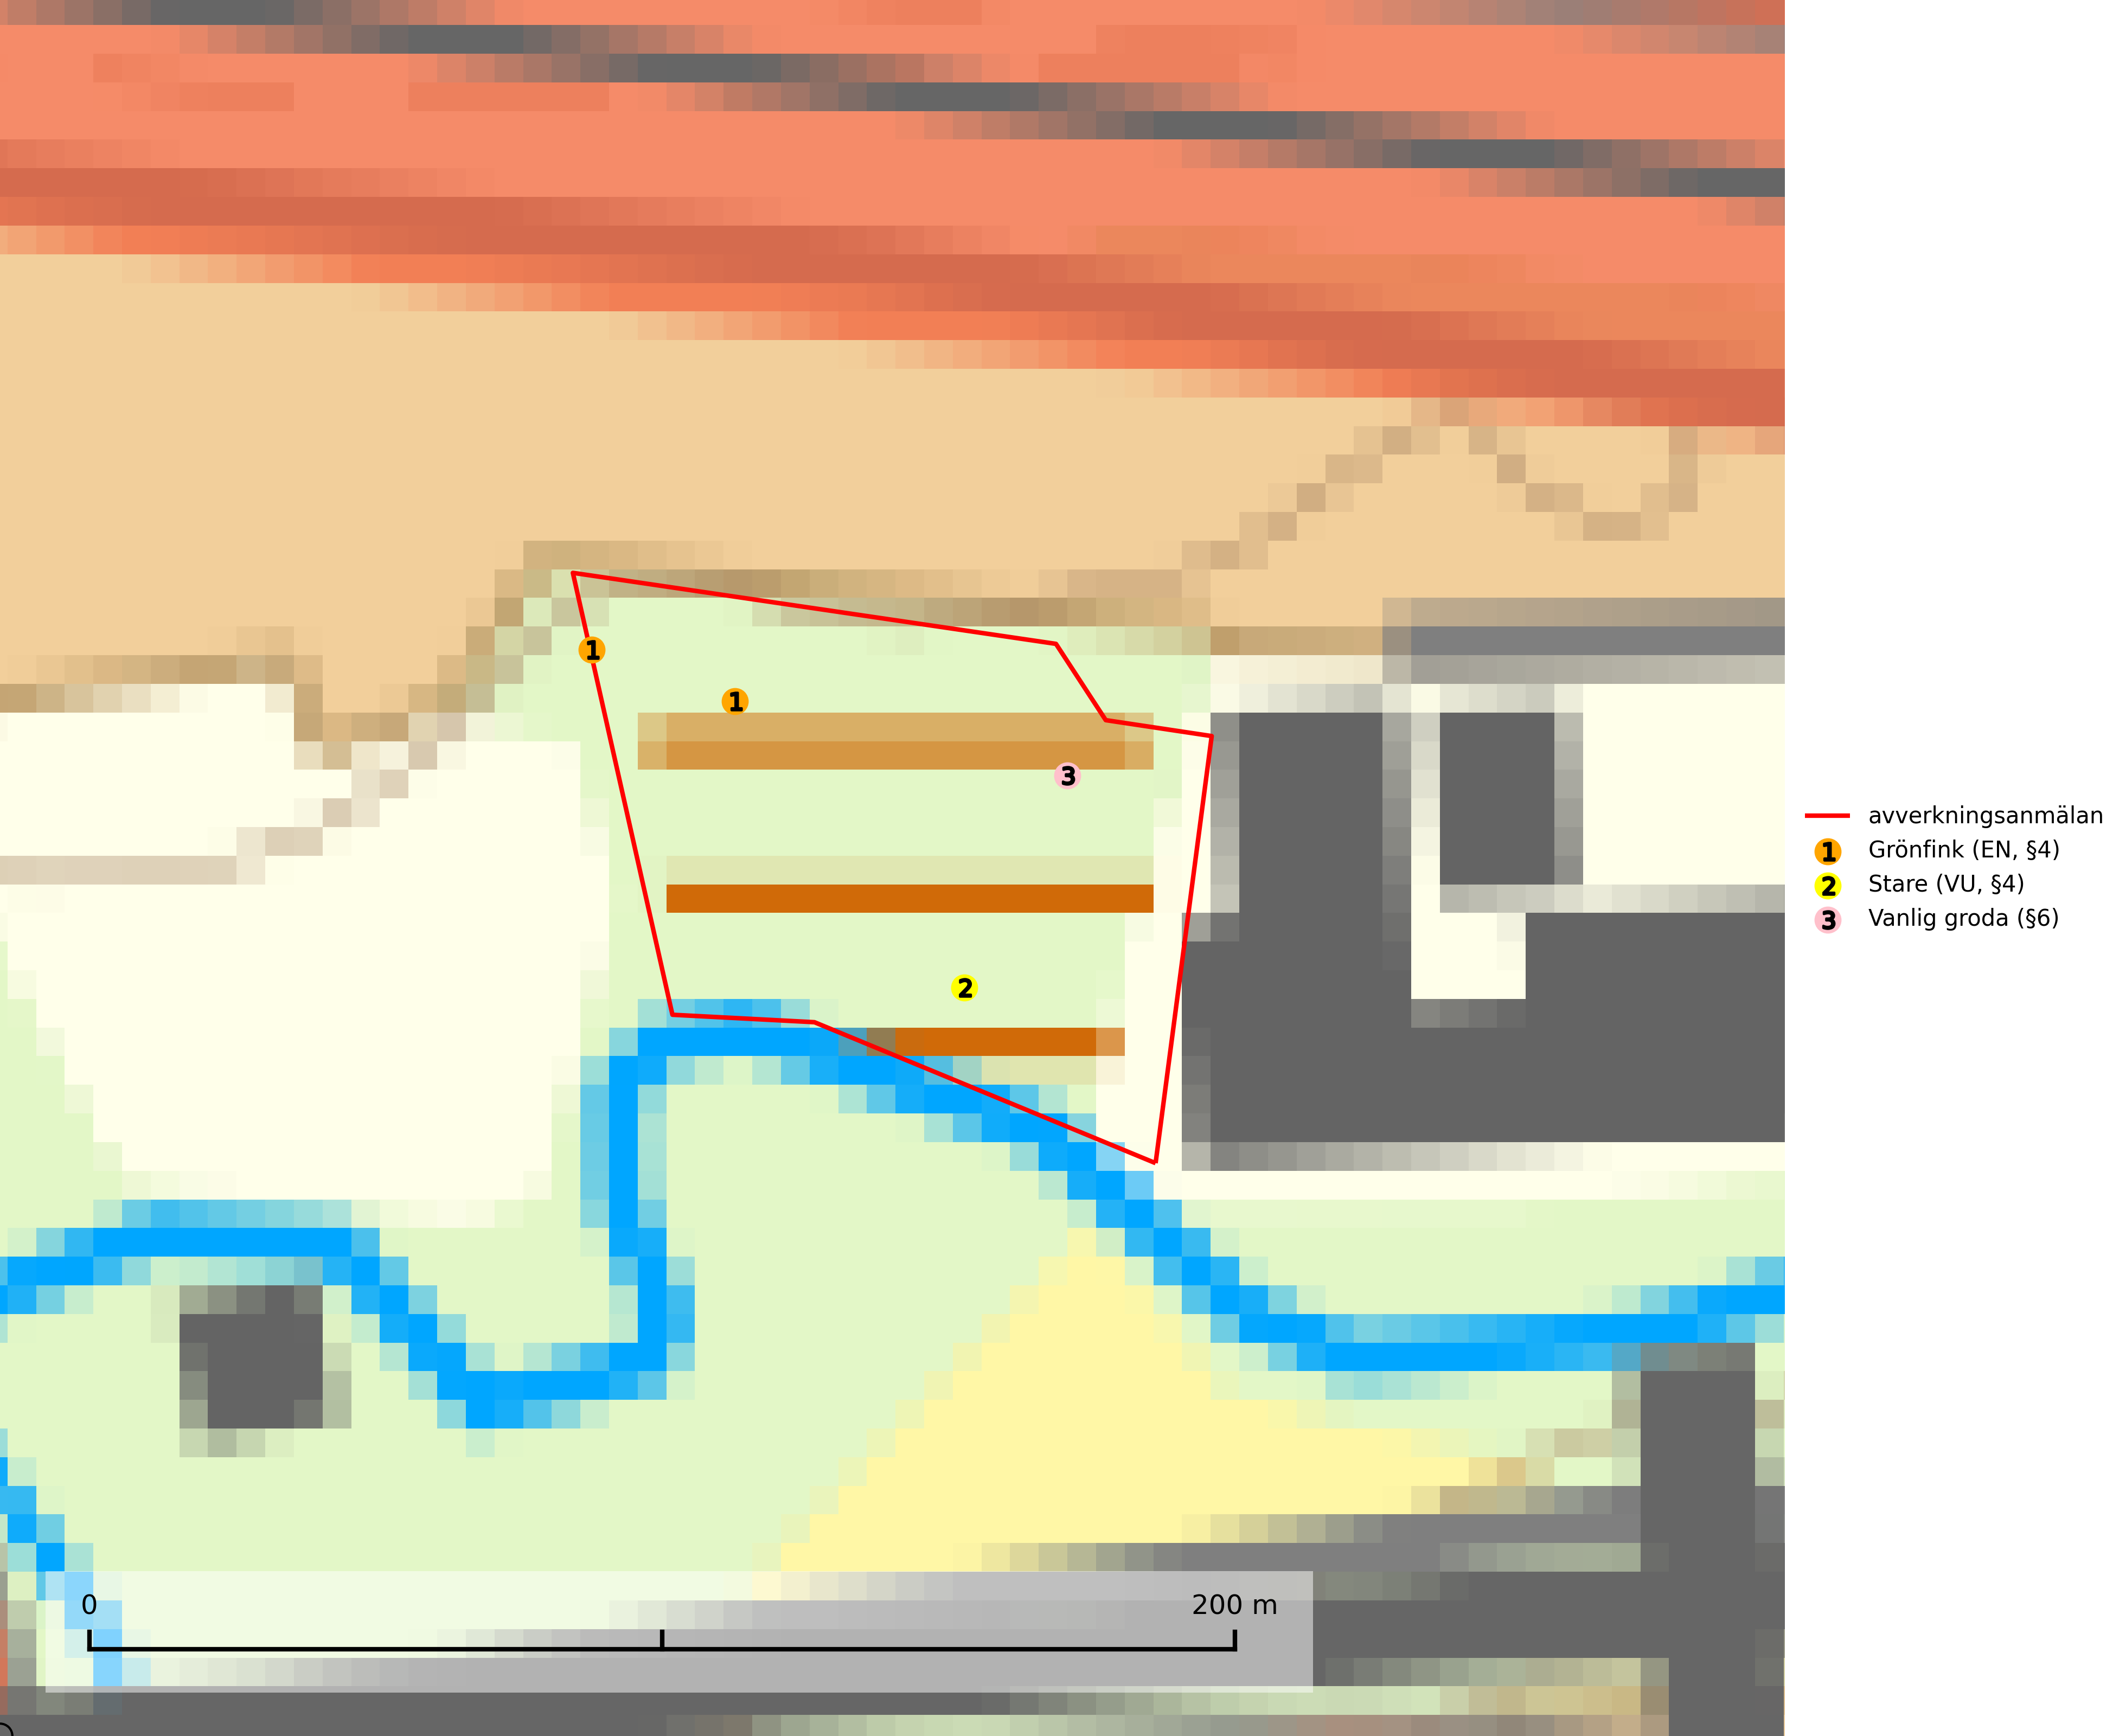 1
1
3
2
avverkningsanmälan
1 Grönfink (EN, §4)
2 Stare (VU, §4)
3 Vanlig groda (§6)
0 200 m